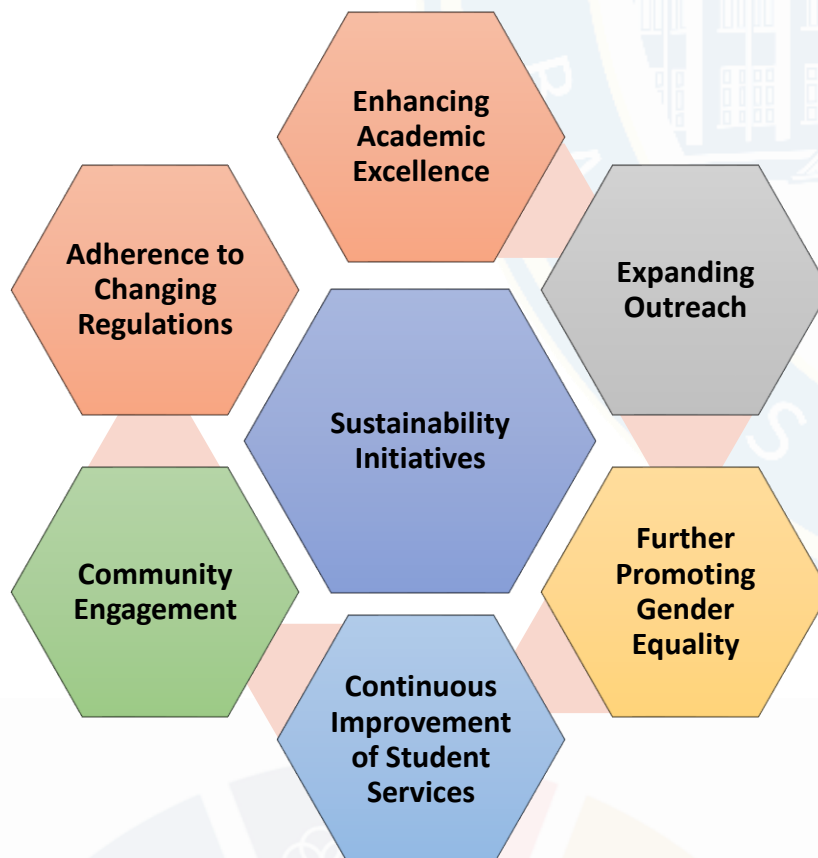 Enhancing
Academic
Excellence
Adherence to
Changing
Regulations
Expanding
Outreach
Sustainability
Initiatives
Community
Engagement
Further
Promoting
Gender
Equality
Continuous
Improvement
of Student
Services